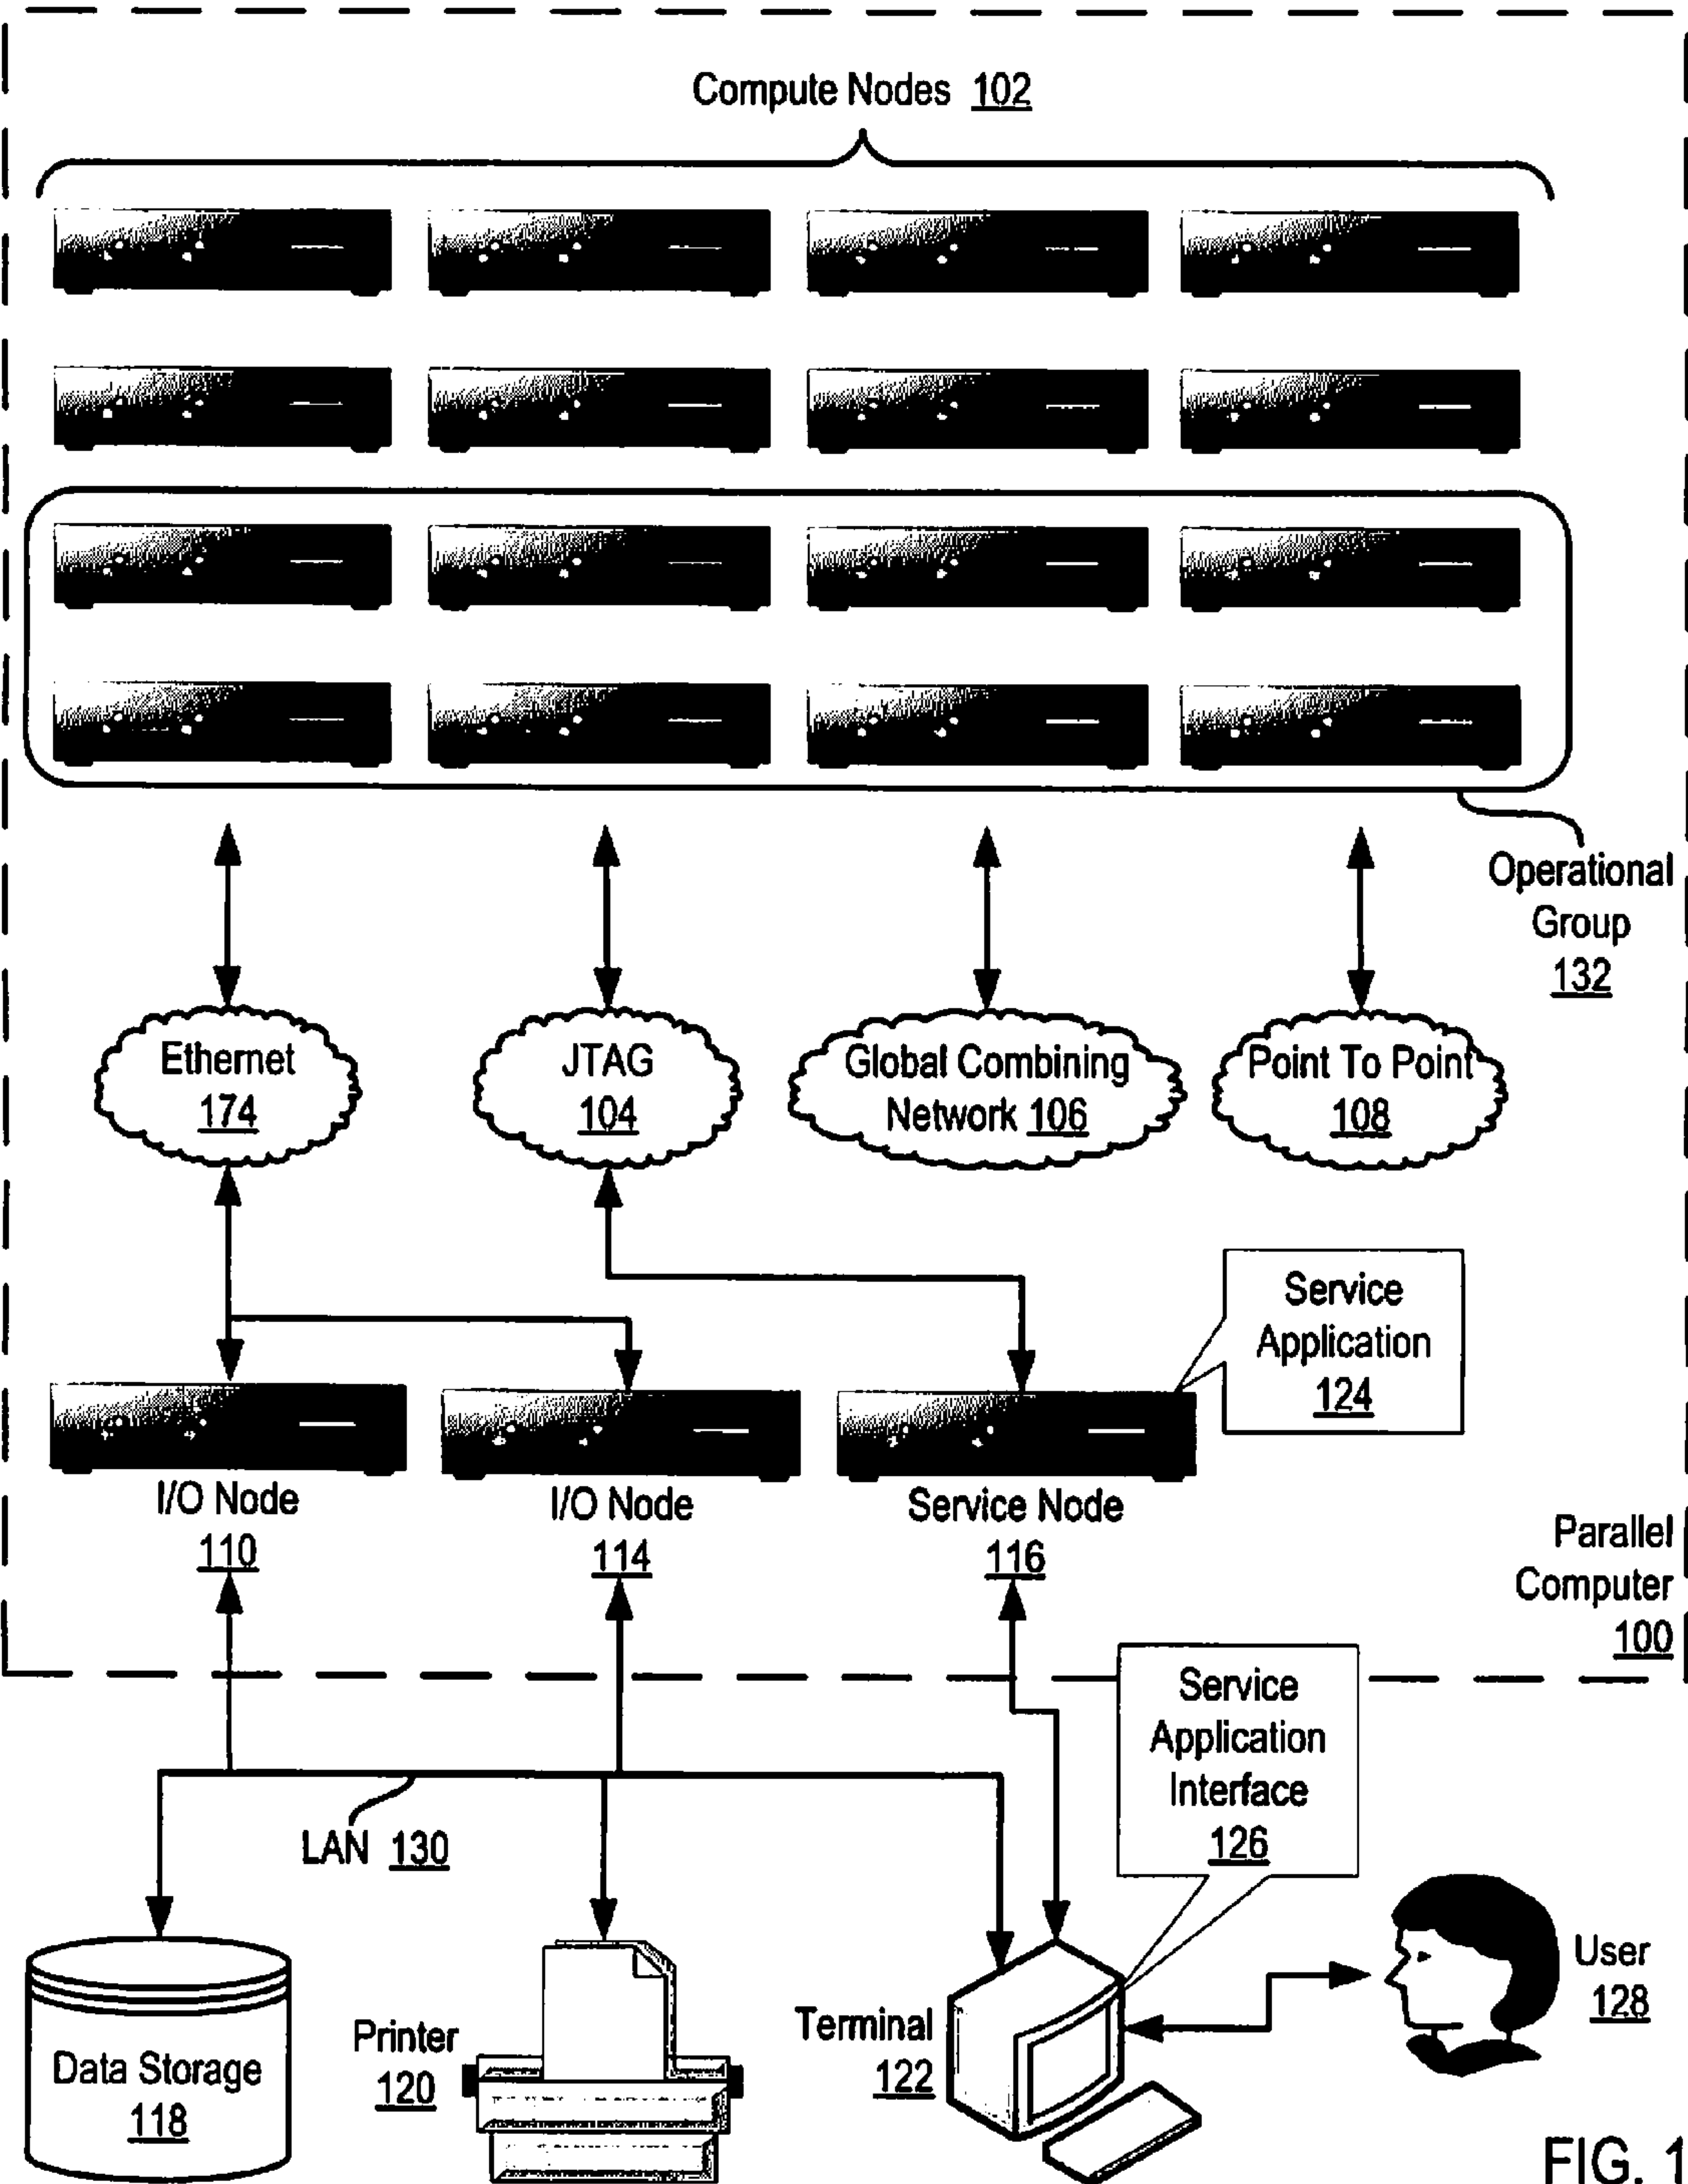 Compute Nodes 102
Operational
Group
132
Ethernet
174
JTAG
104
Global Combining
Network 106
Point To Point
108
Service
Application
124
I/O Node
110
I/O Node
114
Service Node
116
Parallel
Computer
100
Service
Application
Interface
126
LAN 130
Data Storage
118
Printer
120
Terminal
122
User
128
FIG. 1